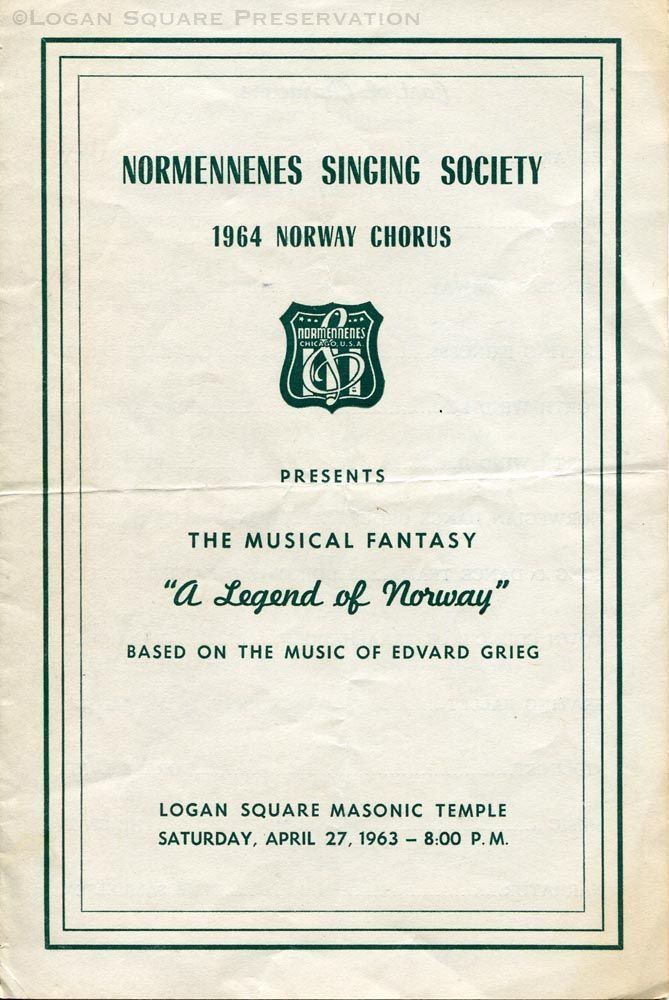 ©Logan Square Preservation
NORMENNENES SINGING SOCIETY
1964 NORWAY CHORUS
NORMENNENES
CHICAGO, U.S.A.
PRESENTS
THE MUSICAL FANTASY
"A Legend of Norway"
BASED ON THE MUSIC OF EDVARD GRIEG
LOGAN SQUARE MASONIC TEMPLE
SATURDAY, APRIL 27, 1963 – 8:00 P.M.